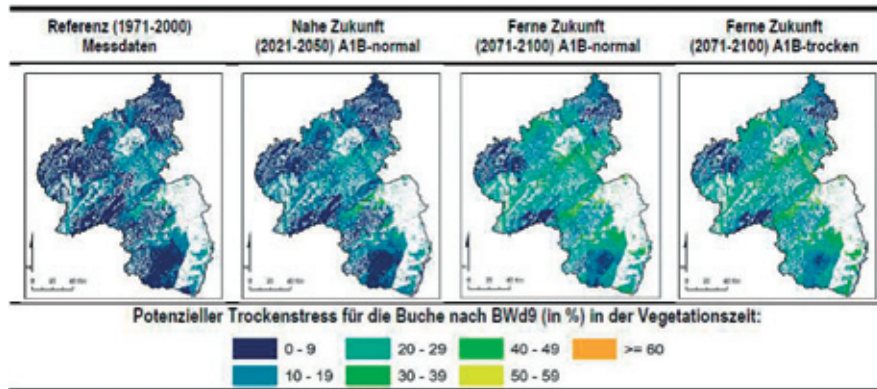 Referenz (1971-2000)
Messdaten
Nahe Zukunft
(2021-2050) A1B-normal
Ferne Zukunft
(2071-2100) A1B-normal
Ferne Zukunft
(2071-2100) A1B-trocken
Potenzieller Trockenstress für die Buche nach BWd9 (in %) in der Vegetationszeit:
0 - 9
20 - 29
40 - 49
>= 60
10 - 19
30 - 39
50 - 59